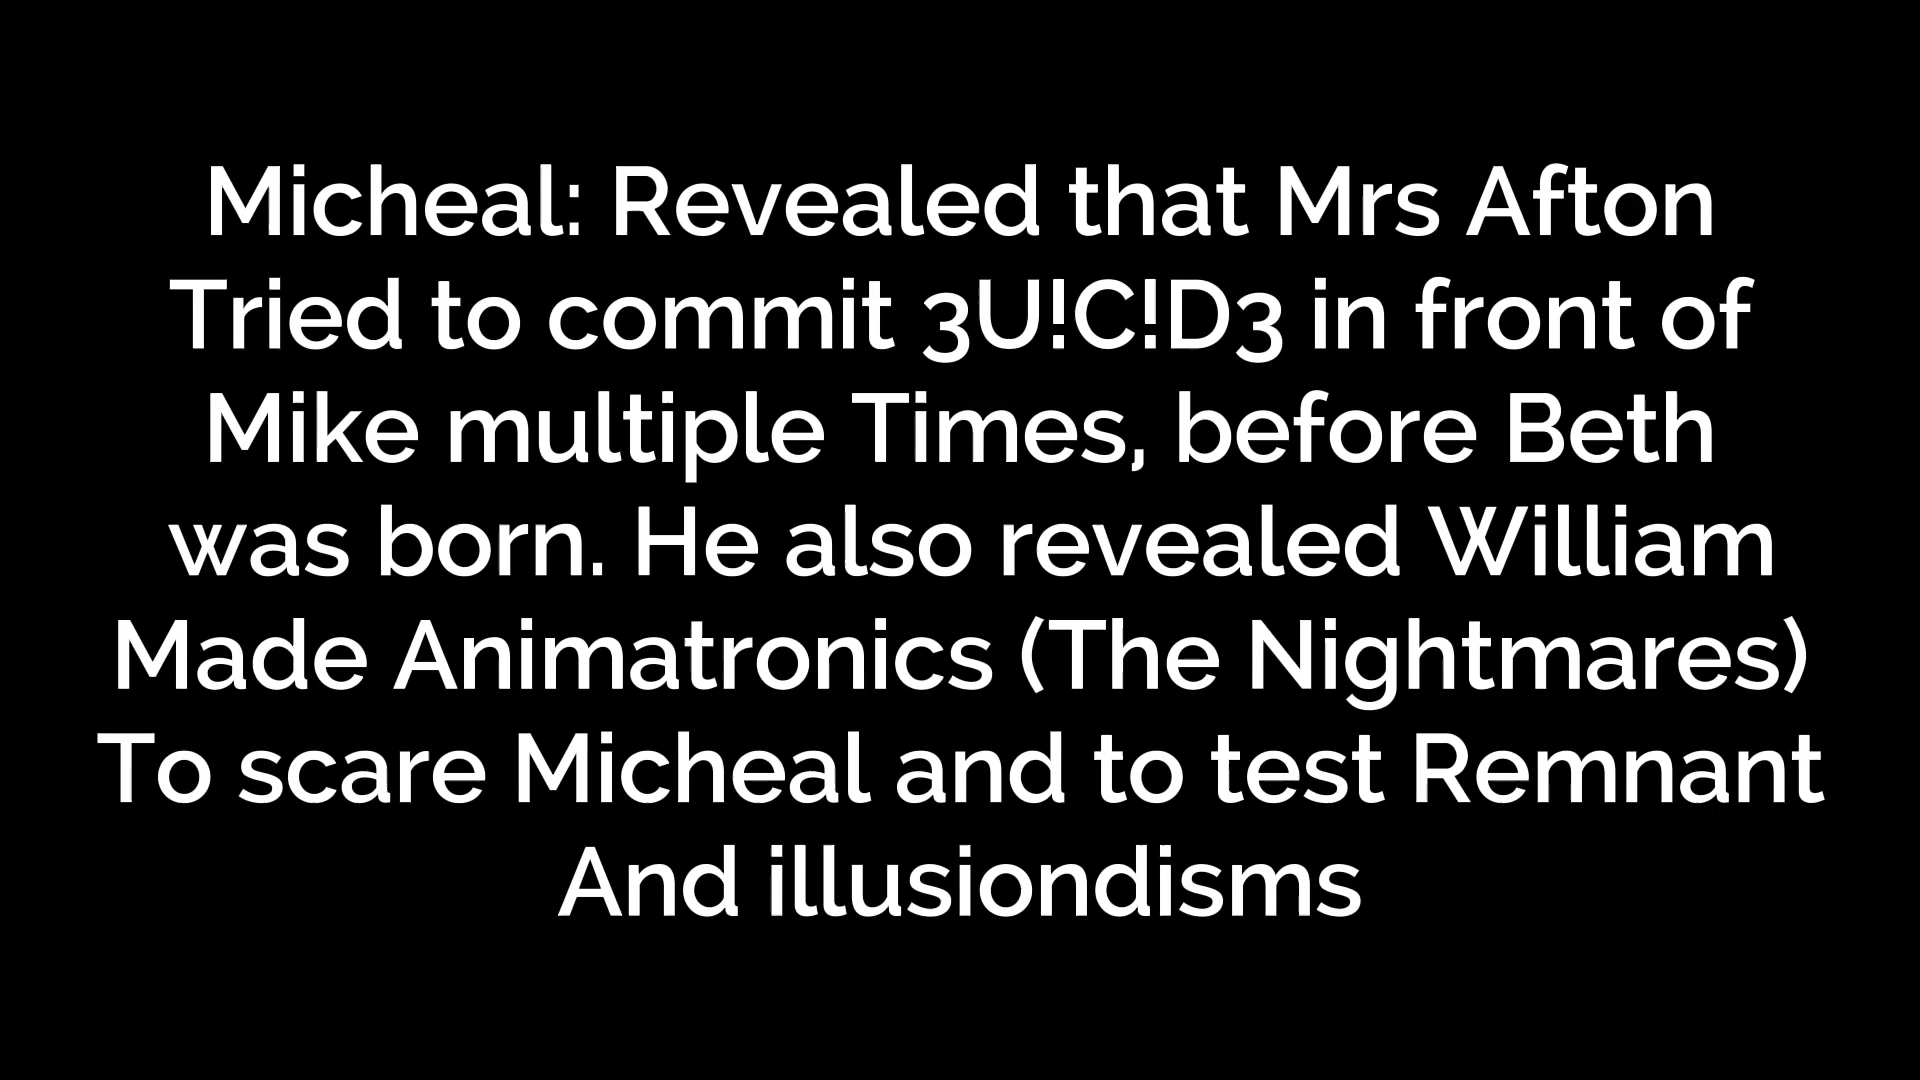 Micheal: Revealed that Mrs Afton
Tried to commit 3U!C!D3 in front of
Mike multiple Times, before Beth
was born. He also revealed William
Made Animatronics (The Nightmares)
To scare Micheal and to test Remnant
And illusiondisms